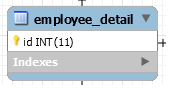 employee_detail
id INT(11)
Indexes